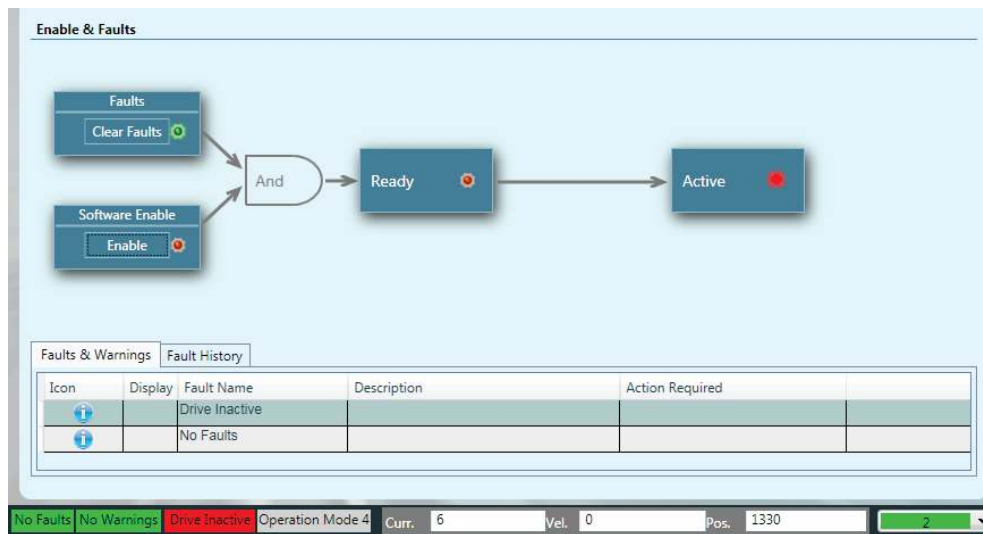 Enable & Faults
Faults
Clear Faults
And
Ready
Active
Software Enable
Enable
Faults & Warnings Fault History
Icon Display Fault Name Description Action Required
Drive Inactive
No Faults
No Faults No Warnings Drive Inactive Operation Mode 4 Curr. 6 Vel. 0 Pos. 1330 2